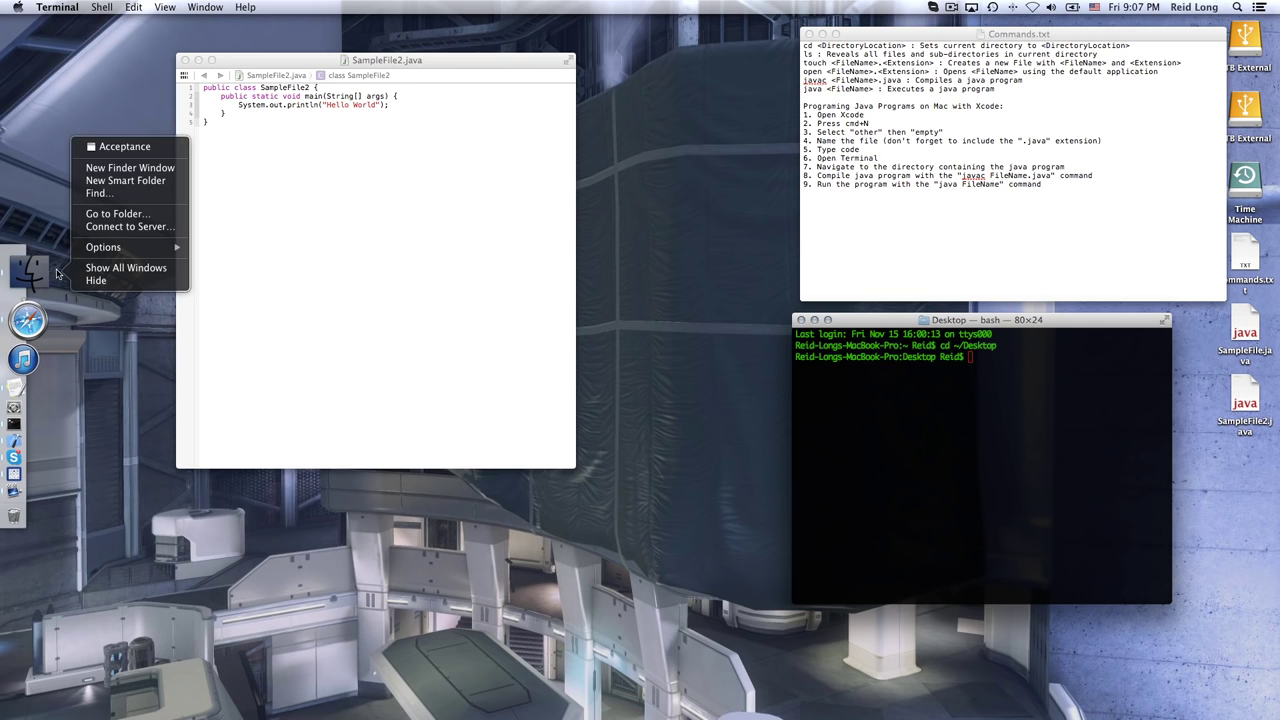 Terminal Shell Edit View Window Help
Fri 9:07 PM Reid Long
SampleFile2.java
SampleFile2.java class SampleFile2
1 public class SampleFile2 {
2 public static void main(String[] args) {
3 System.out.println("Hello World");
4 }
5 }
Acceptance
New Finder Window
New Smart Folder
Find...
Go to Folder...
Connect to Server...
Options
Show All Windows
Hide
Commands.txt
cd <DirectoryLocation> : Sets current directory to <DirectoryLocation>
ls : Reveals all files and sub-directories in current directory
touch <FileName>.<Extension> : Creates a new File with <FileName> and <Extension>
open <FileName>.<Extension> : Opens <FileName> using the default application
javac <FileName>.java : Compiles a java program
java <FileName> : Executes a java program
Programing Java Programs on Mac with Xcode:
1. Open Xcode
2. Press cmd+N
3. Select "other" then "empty"
4. Name the file (don't forget to include the ".java" extension)
5. Type code
6. Open Terminal
7. Navigate to the directory containing the java program
8. Compile java program with the "javac FileName.java" command
9. Run the program with the "java FileName" command
Desktop — bash — 80×24
Last login: Fri Nov 15 16:00:13 on ttys000
Reid-Longs-MacBook-Pro:~ Reid$ cd ~/Desktop
Reid-Longs-MacBook-Pro:Desktop Reid$
TB External
TB External
Time
Machine
TXT
mmands.tx
t
java
SampleFile.ja
va
java
SampleFile2.j
ava